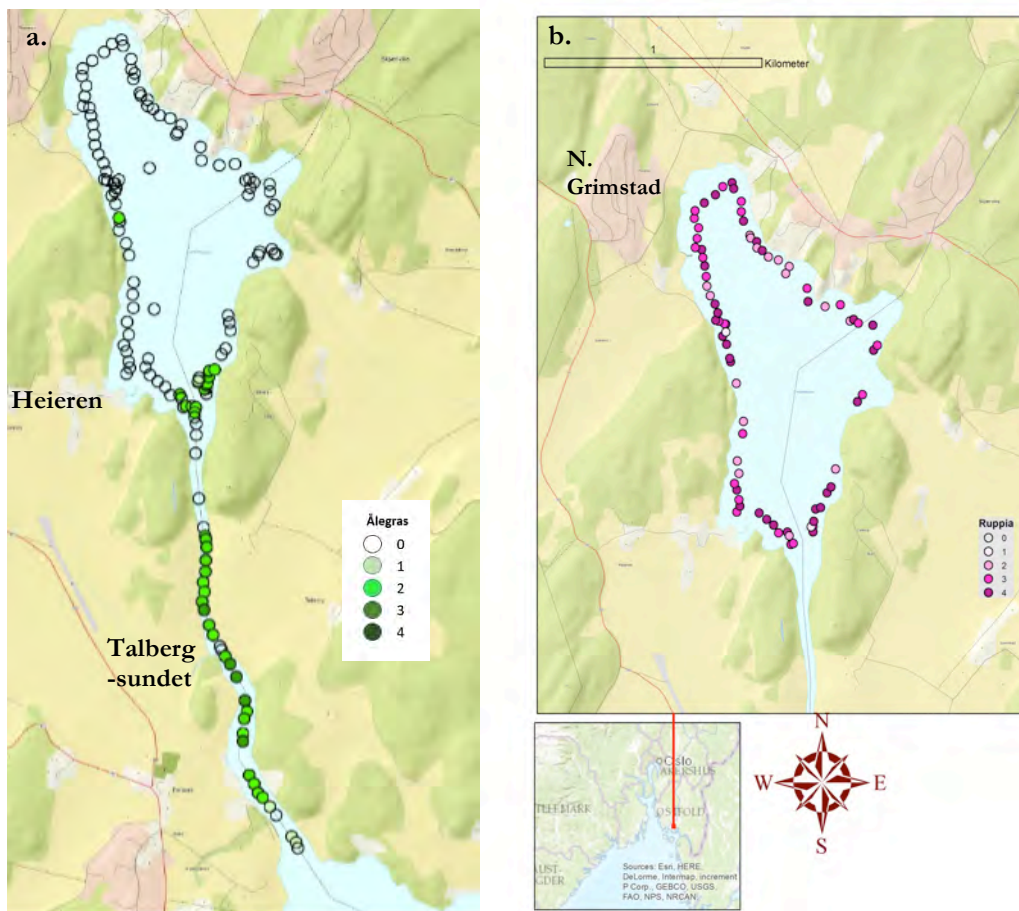 a.
Heieren
Talberg
-sundet
Ålegras
0
1
2
3
4
b.
1
Kilometer
N.
Grimstad
Ruppia
0
1
2
3
4
N
W
E
S
Oslo
AKERSHUS
ØSTFOLD
TELEMARK
AUST-
Sources: Esri, HERE,
DeLorme, Intermap, increment
P Corp., GEBCO, USGS,
FAO, NPS, NRCAN,